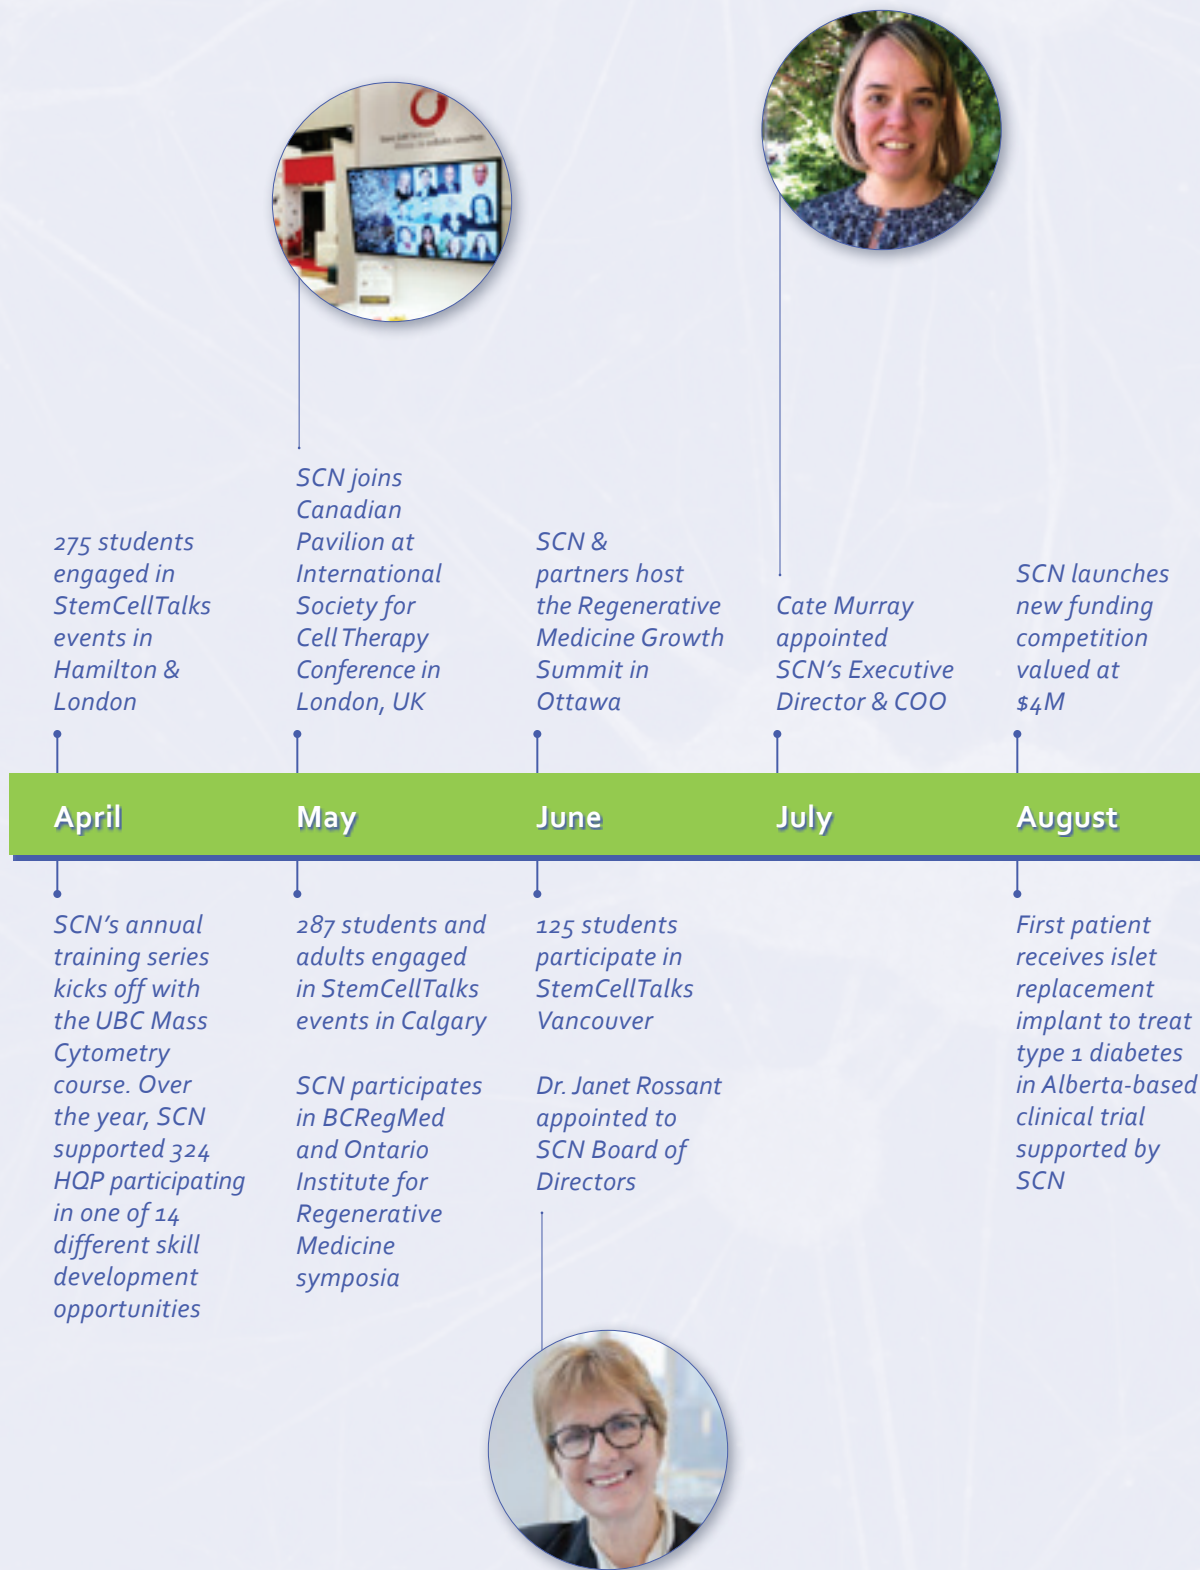 275 students
engaged in
StemCellTalks
events in
Hamilton &
London
SCN joins
Canadian
Pavilion at
International
Society for
Cell Therapy
Conference in
London, UK
SCN &
partners host
the Regenerative
Medicine Growth
Summit in
Ottawa
Cate Murray
appointed
SCN's Executive
Director & COO
SCN launches
new funding
competition
valued at
$4M
April
May
June
July
August
SCN's annual
training series
kicks off with
the UBC Mass
Cytometry
course. Over
the year, SCN
supported 324
HQP participating
in one of 14
different skill
development
opportunities
287 students and
adults engaged
in StemCellTalks
events in Calgary
SCN participates
in BCRegMed
and Ontario
Institute for
Regenerative
Medicine
symposia
125 students
participate in
StemCellTalks
Vancouver
Dr. Janet Rossant
appointed to
SCN Board of
Directors
First patient
receives islet
replacement
implant to treat
type 1 diabetes
in Alberta-based
clinical trial
supported by
SCN